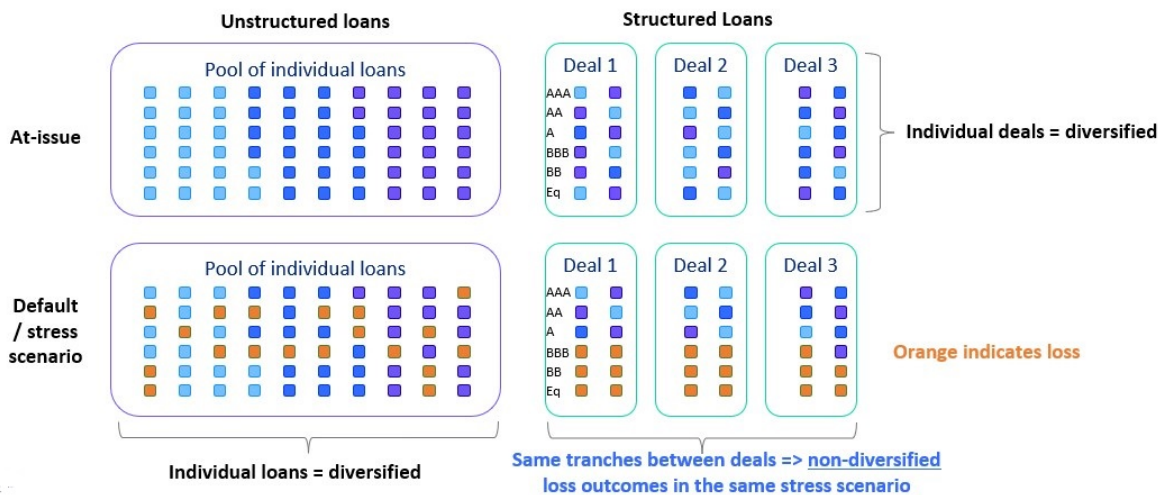 Unstructured loans
Structured Loans
At-issue
Pool of individual loans
Deal 1
Deal 2
Deal 3
AAA
AA
A
BBB
BB
Eq
Individual deals = diversified
Default
/ stress
scenario
Pool of individual loans
Deal 1
Deal 2
Deal 3
AAA
AA
A
BBB
BB
Eq
Orange indicates loss
Individual loans = diversified
Same tranches between deals => non-diversified
loss outcomes in the same stress scenario